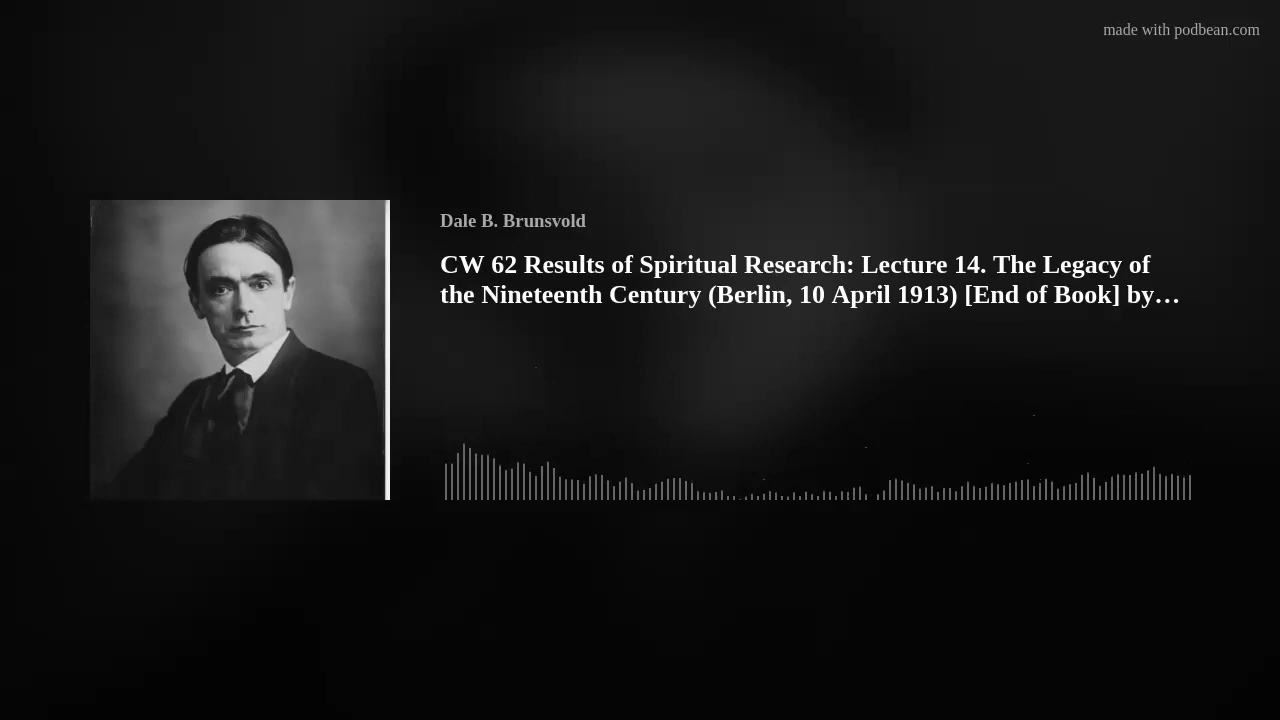 made with podbean.com
Dale B. Brunsvold
CW 62 Results of Spiritual Research: Lecture 14. The Legacy of
the Nineteenth Century (Berlin, 10 April 1913) [End of Book] by…